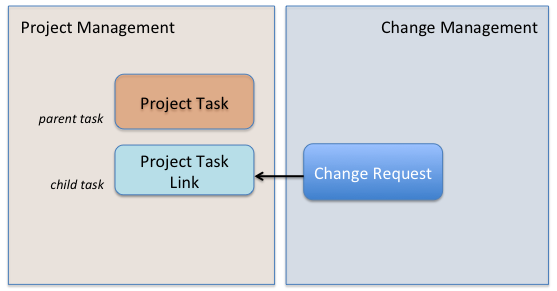 Project Management
Change Management
Project Task
parent task
Project Task
Link
child task
Change Request